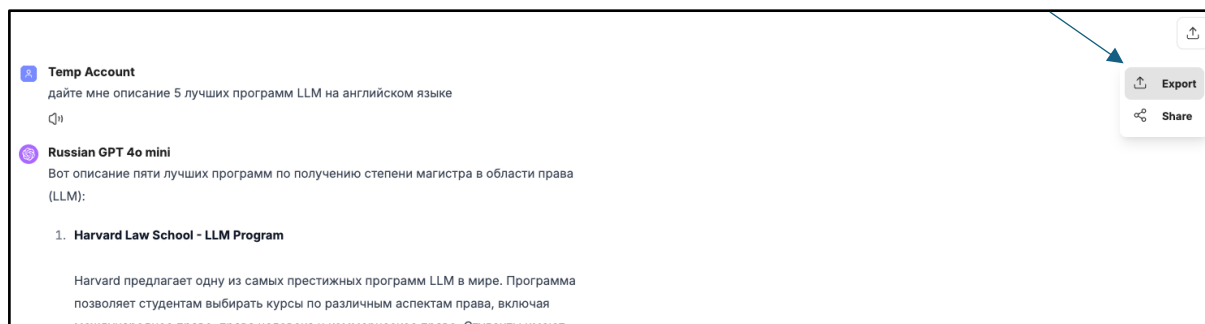 Export
Share
Temp Account
дайте мне описание 5 лучших программ LLM на английском языке
Russian GPT 4o mini
Вот описание пяти лучших программ по получению степени магистра в области права
(LLM):
1. Harvard Law School - LLM Program
Harvard предлагает одну из самых престижных программ LLM в мире. Программа
позволяет студентам выбирать курсы по различным аспектам права, включая